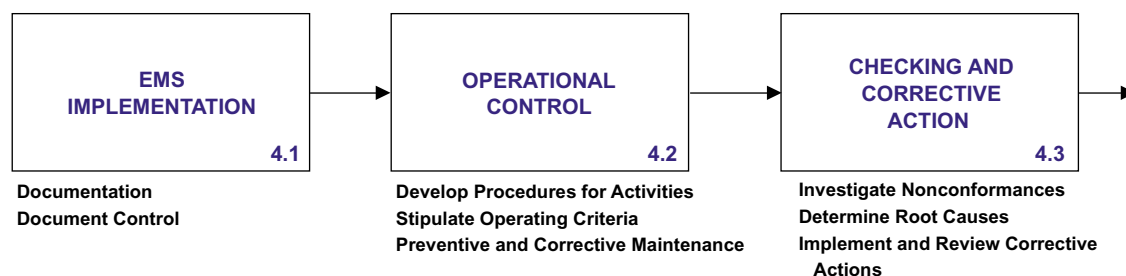 EMS
IMPLEMENTATION
4.1
Documentation
Document Control
OPERATIONAL
CONTROL
4.2
Develop Procedures for Activities
Stipulate Operating Criteria
Preventive and Corrective Maintenance
CHECKING AND
CORRECTIVE
ACTION
4.3
Investigate Nonconformances
Determine Root Causes
Implement and Review Corrective
Actions